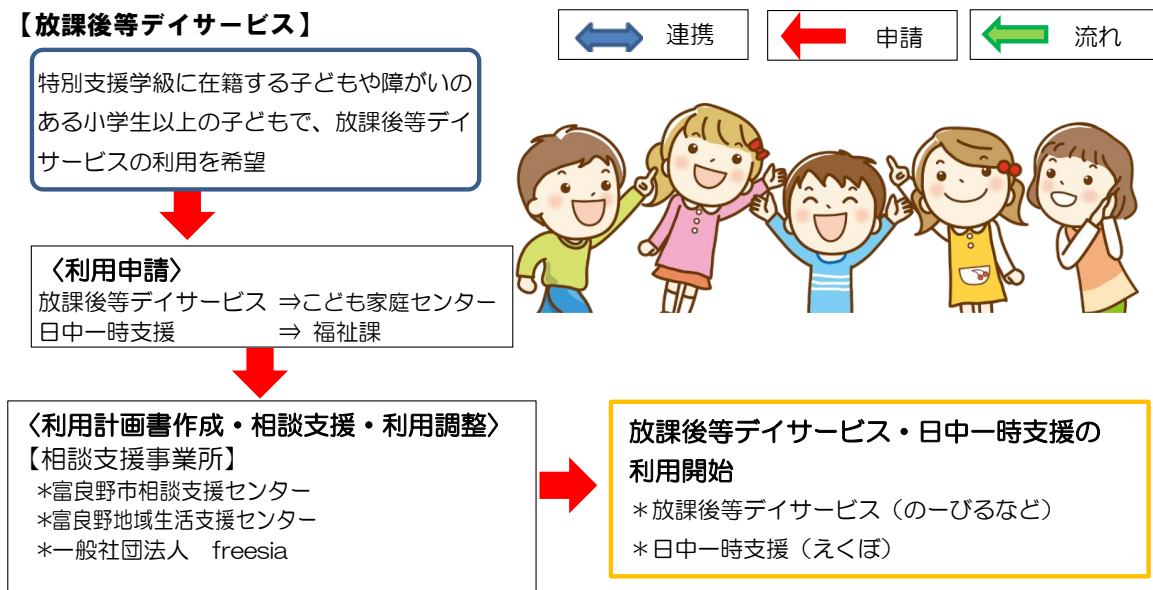 【放課後等デイサービス】
連携
申請
流れ
特別支援学級に在籍する子どもや障がいの
ある小学生以上の子どもで、放課後等デイ
サービスの利用を希望
〈利用申請〉
放課後等デイサービス ⇒こども家庭センター
日中一時支援 ⇒ 福祉課
〈利用計画書作成・相談支援・利用調整〉
【相談支援事業所】
*富良野市相談支援センター
*富良野地域生活支援センター
*一般社団法人 freesia
放課後等デイサービス・日中一時支援の
利用開始
＊放課後等デイサービス（のーびるなど）
＊日中一時支援（えくぼ）